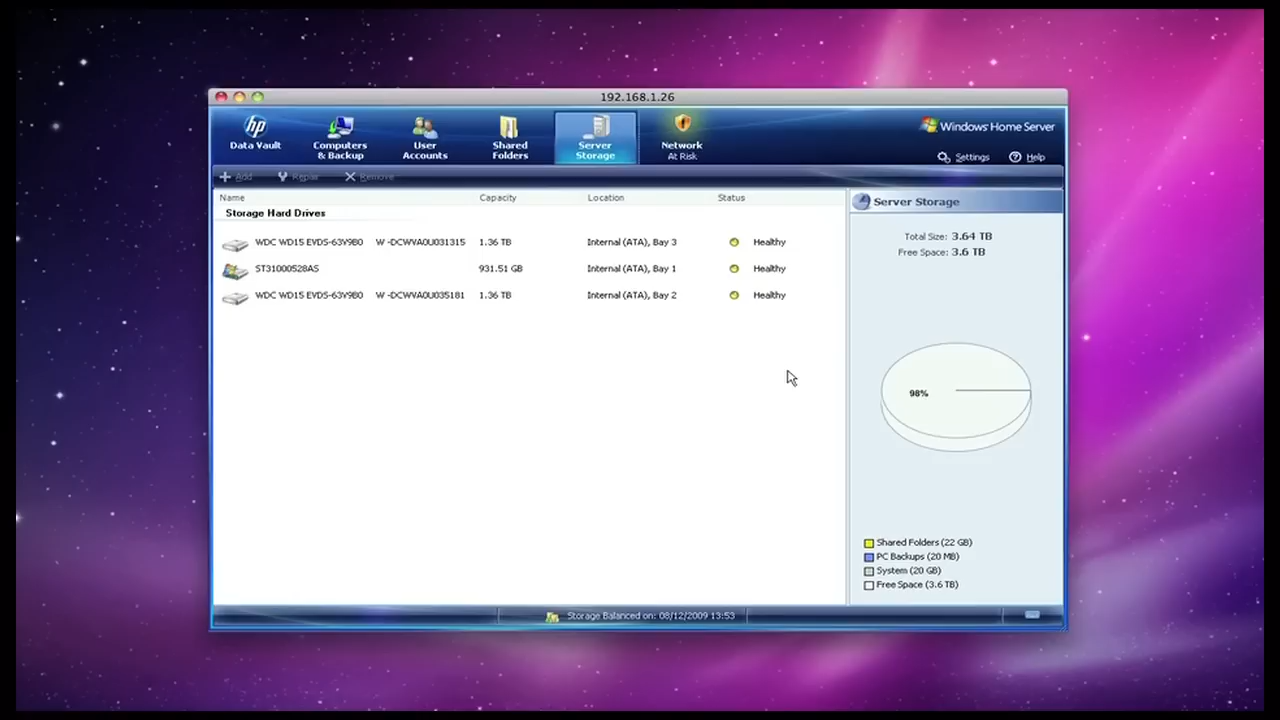 192.168.1.26
hp
Data Vault
Computers
& Backup
User
Accounts
Shared
Folders
Server
Storage
Network
At Risk
Windows Home Server
Settings
Help
Add
Repair
Remove
Name Capacity Location Status
Storage Hard Drives
WDC WD15 EVDS-63V9B0 W -DCWVA0U031315 1.36 TB Internal (ATA), Bay 3 Healthy
ST31000528AS 931.51 GB Internal (ATA), Bay 1 Healthy
WDC WD15 EVDS-63V9B0 W -DCWVA0U035181 1.36 TB Internal (ATA), Bay 2 Healthy
Server Storage
Total Size: 3.64 TB
Free Space: 3.6 TB
98%
Shared Folders (22 GB)
PC Backups (20 MB)
System (20 GB)
Free Space (3.6 TB)
Storage Balanced on: 08/12/2009 13:53